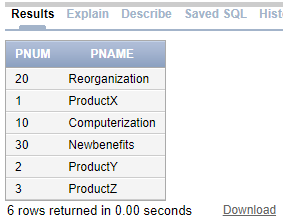 Results Explain Describe Saved SQL
PNUM PNAME
20 Reorganization
1 ProductX
10 Computerization
30 Newbenefits
2 ProductY
3 ProductZ
6 rows returned in 0.00 seconds Download